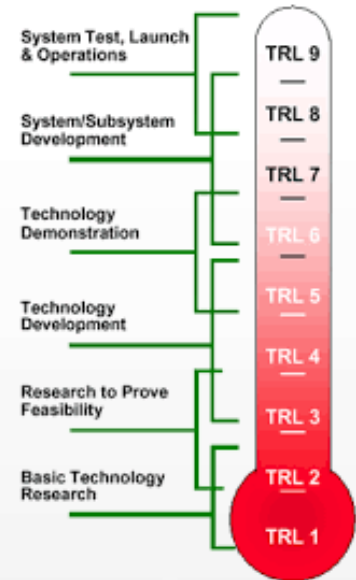 System Test, Launch
& Operations
System/Subsystem
Development
Technology
Demonstration
Technology
Development
Research to Prove
Feasibility
Basic Technology
Research
TRL 9
TRL 8
TRL 7
TRL 6
TRL 5
TRL 4
TRL 3
TRL 2
TRL 1